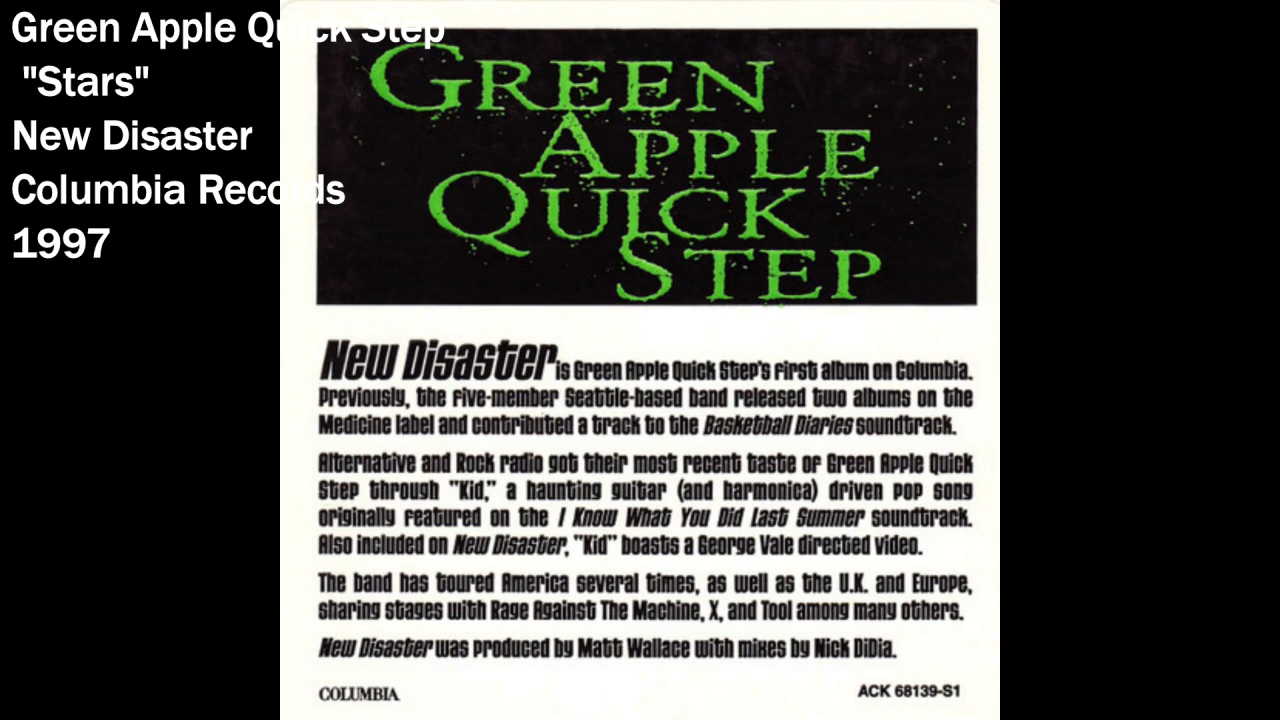 Green Apple Quick Step
"Stars"
New Disaster
Columbia Records
1997
GREEN
APPLE
QUICK
STEP
New Disaster is Green Apple Quick Step's first album on Columbia.
Previously, the five-member Seattle-based band released two albums on the
Medicine label and contributed a track to the Basketball Diaries soundtrack.
Alternative and Rock radio got their most recent taste of Green Apple Quick
Step through "Kid," a haunting guitar (and harmonica) driven pop song
originally featured on the I Know What You Did Last Summer soundtrack.
Also included on New Disaster, "Kid" boasts a George Vale directed video.
The band has toured America several times, as well as the U.K. and Europe,
sharing stages with Rage Against The Machine, X, and Tool among many others.
New Disaster was produced by Matt Wallace with mixes by Nick DiDia.
COLUMBIA
ACK 68139-S1